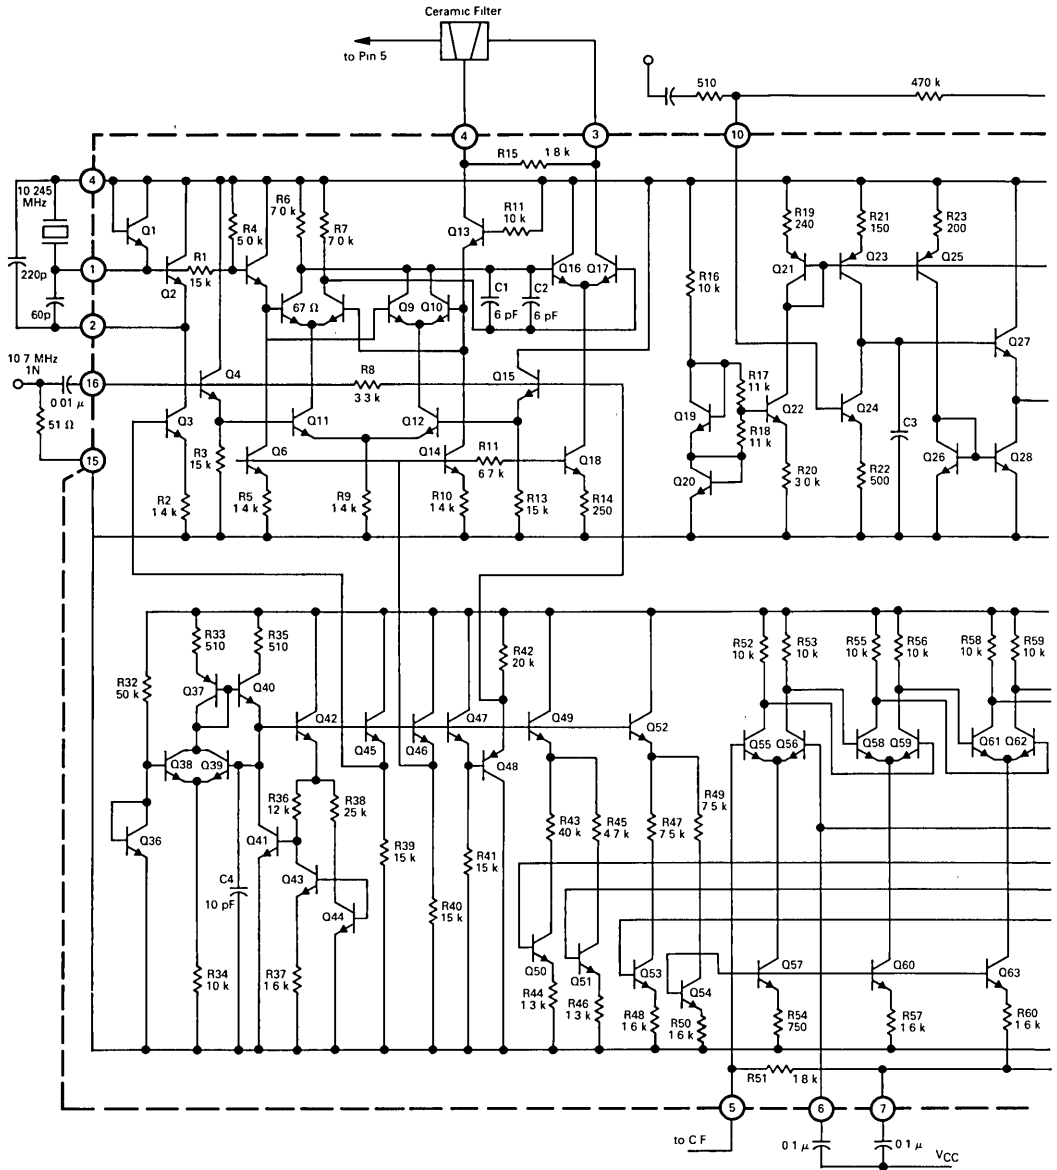 Ceramic Filter
to Pin 5
510
470 k
4
3
10
R15 1 8 k
4
10 245
MHz
R6
7 0 k
R7
7 0 k
R4
5 0 k
Q1
R11
10 k
Q13
R19
240
R21
150
R23
200
1
R1
15 k
Q2
220p
60p
2
Q16
Q17
C1
6 pF
C2
6 pF
67 Ω
Q9
Q10
R16
10 k
Q21
Q23
Q25
Q27
10 7 MHz
1N
0 01 μ
16
51 Ω
15
Q4
R8
3 3 k
Q15
Q3
Q11
Q12
R3
15 k
Q6
Q14
R11
6 7 k
Q18
R2
1 4 k
R5
1 4 k
R9
1 4 k
R10
1 4 k
R13
15 k
R14
250
R17
11 k
Q19
R18
11 k
Q22
Q24
C3
Q20
R20
3 0 k
R22
500
Q26
Q28
R33
510
R35
510
R32
50 k
Q37
Q40
Q42
Q45
Q46
Q47
R42
20 k
Q49
Q52
R52
10 k
R53
10 k
R55
10 k
R56
10 k
R58
10 k
R59
10 k
Q38
Q39
Q48
Q55
Q56
Q58
Q59
Q61
Q62
R36
12 k
R38
25 k
Q36
Q41
Q43
Q44
C4
10 pF
R39
15 k
R41
15 k
R40
15 k
R43
40 k
R45
4 7 k
R47
7 5 k
R49
7 5 k
R34
10 k
R37
1 6 k
Q50
Q51
Q53
Q54
Q57
Q60
Q63
R44
1 3 k
R46
1 3 k
R48
1 6 k
R50
1 6 k
R54
750
R57
1 6 k
R60
1 6 k
R51 1 8 k
5
6
7
to C F
0 1 μ
0 1 μ
VCC